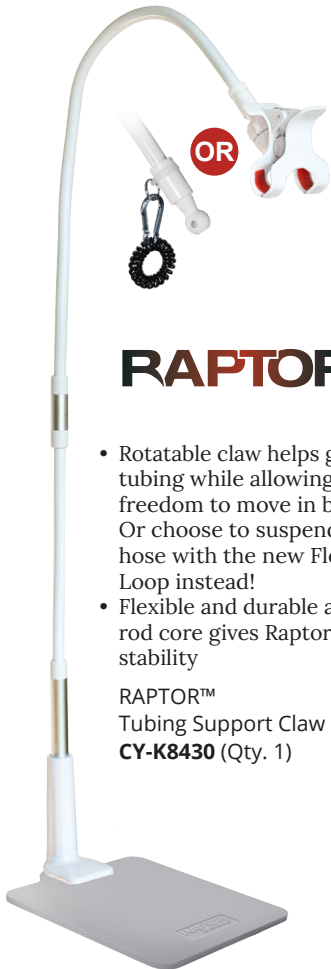 OR
RAPTOR
• Rotatable claw helps
tubing while allowing
freedom to move in
Or choose to suspend
hose with the new
Loop instead!
• Flexible and durable
rod core gives Raptor
stability
RAPTOR™
Tubing Support Claw
CY-K8430 (Qty. 1)